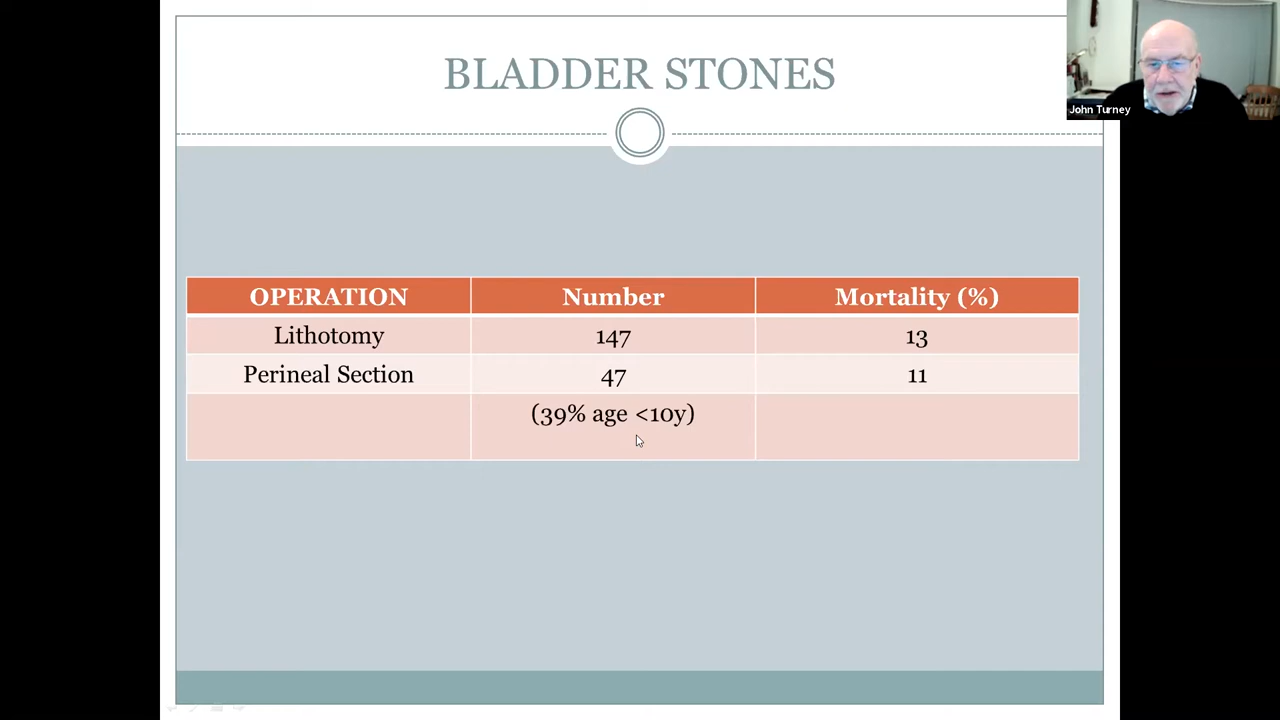 BLADDER STONES
John Turney
OPERATION Number Mortality (%)
Lithotomy 147 13
Perineal Section 47 11
(39% age <10y)